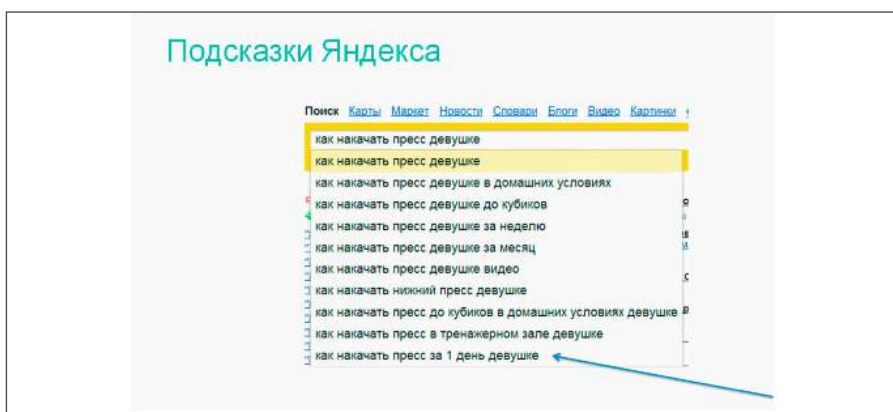 Подсказки Яндекса
Поиск Карты Маркет Новости Словари Блоги Видео Картинки
как накачать пресс девушке
как накачать пресс девушке
как накачать пресс девушке в домашних условиях
как накачать пресс девушке до кубиков
как накачать пресс девушке за неделю
как накачать пресс девушке за месяц
как накачать пресс девушке видео
как накачать нижний пресс девушке
как накачать пресс до кубиков в домашних условиях девушке
как накачать пресс в тренажерном зале девушке
как накачать пресс за 1 день девушке